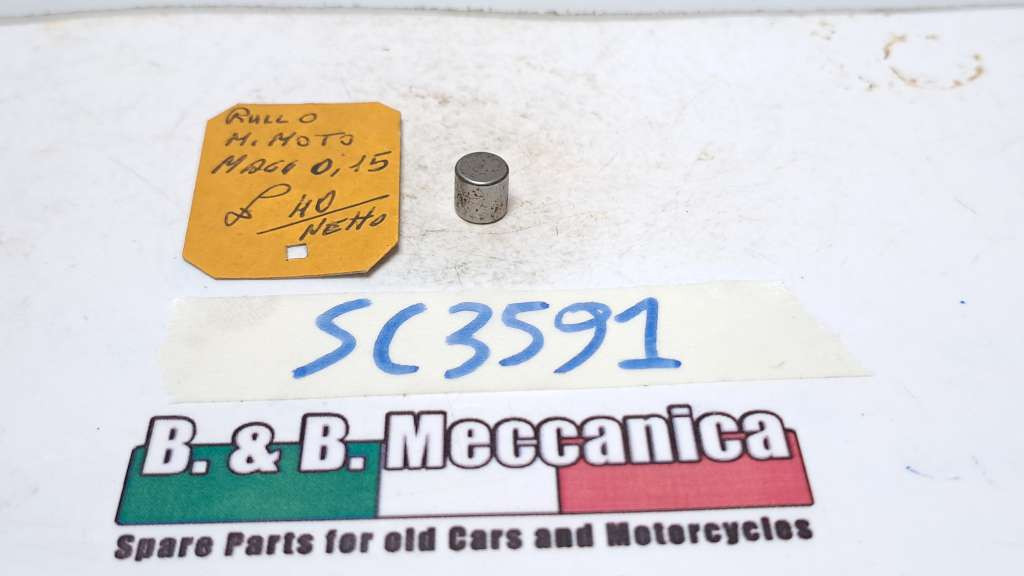 RULLO
M. MOTO
MAGG 0,15
£ 40
NETTO
SC3591
B. & B. Meccanica
Spare Parts for old Cars and Motorcycles